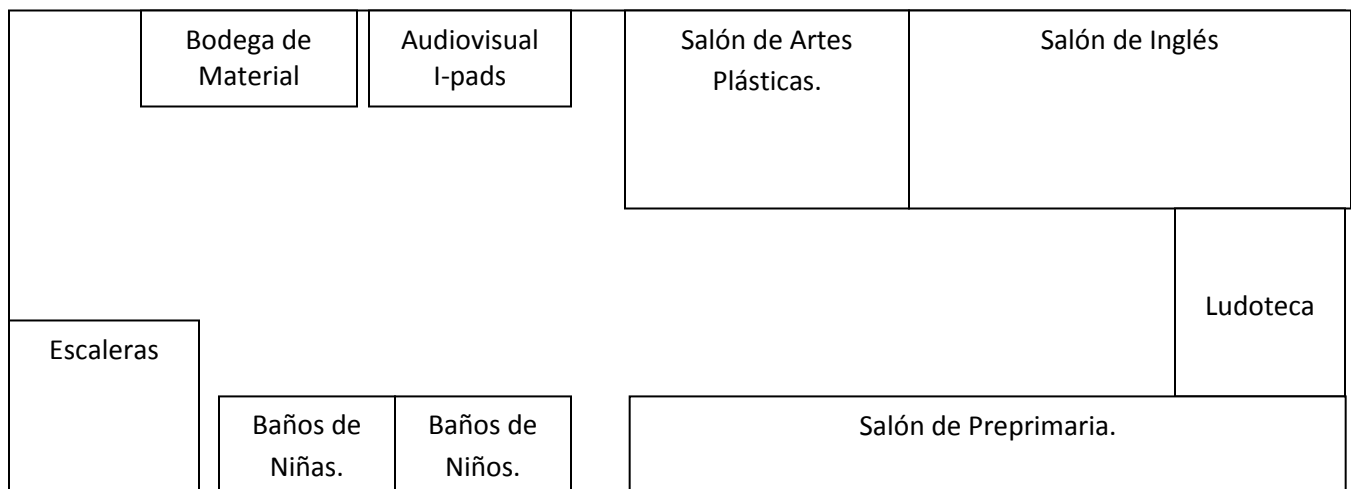 Bodega de
Material
Audiovisual
I-pads
Salón de Artes
Plásticas.
Salón de Inglés
Ludoteca
Escaleras
Baños de
Niñas.
Baños de
Niños.
Salón de Preprimaria.